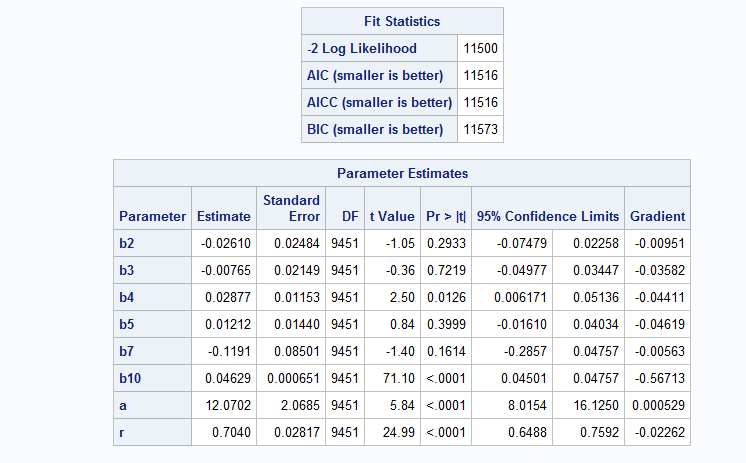 Fit Statistics
-2 Log Likelihood 11500
AIC (smaller is better) 11516
AICC (smaller is better) 11516
BIC (smaller is better) 11573
Parameter Estimates
Parameter Estimate Standard Error DF t Value Pr > |t| 95% Confidence Limits Gradient
b2 -0.02610 0.02484 9451 -1.05 0.2933 -0.07479 0.02258 -0.00951
b3 -0.00765 0.02149 9451 -0.36 0.7219 -0.04977 0.03447 -0.03582
b4 0.02877 0.01153 9451 2.50 0.0126 0.006171 0.05136 -0.04411
b5 0.01212 0.01440 9451 0.84 0.3999 -0.01610 0.04034 -0.04619
b7 -0.1191 0.08501 9451 -1.40 0.1614 -0.2857 0.04757 -0.00563
b10 0.04629 0.000651 9451 71.10 <.0001 0.04501 0.04757 -0.56713
a 12.0702 2.0685 9451 5.84 <.0001 8.0154 16.1250 0.000529
r 0.7040 0.02817 9451 24.99 <.0001 0.6488 0.7592 -0.02262